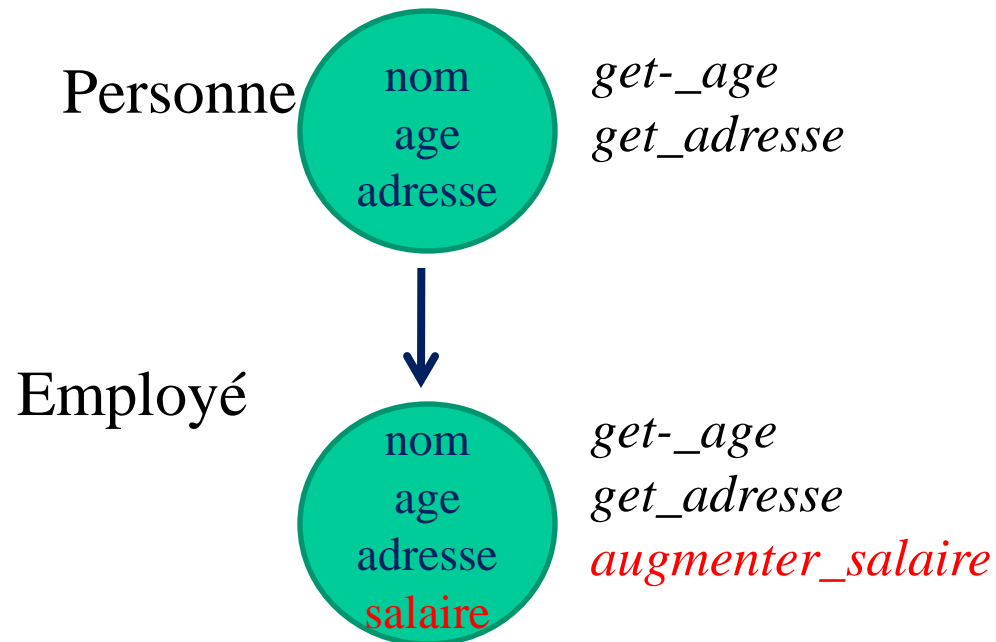 Personne
nom
age
adresse
get-_age
get_adresse
Employé
nom
age
adresse
salaire
get-_age
get_adresse
augmenter_salaire